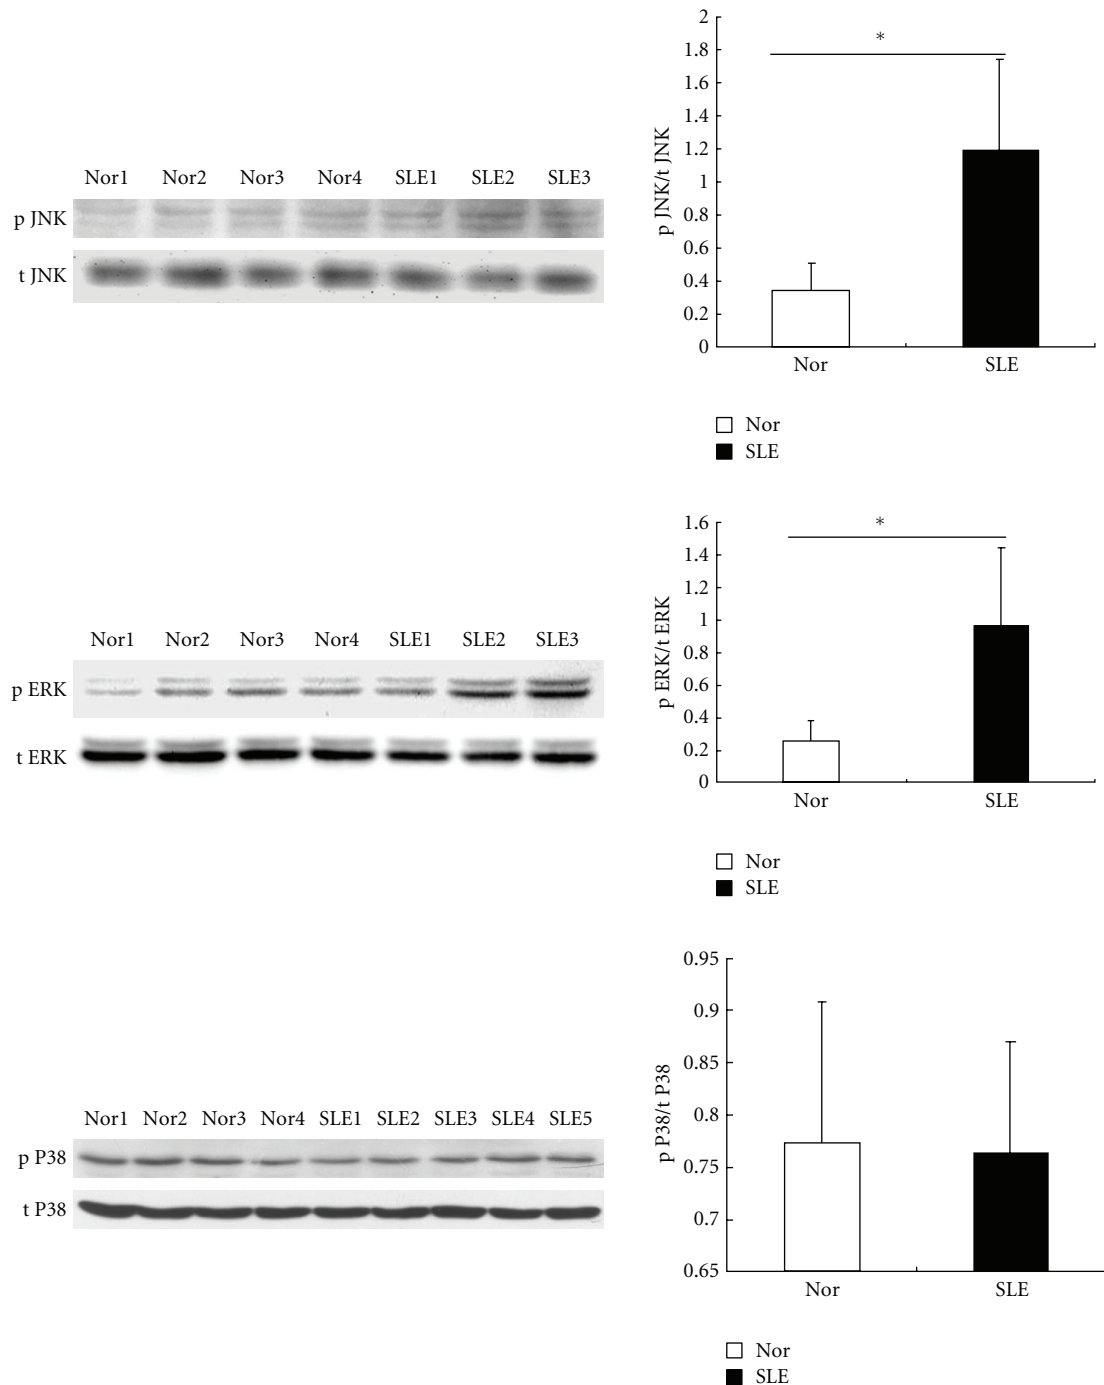 Nor1 Nor2 Nor3 Nor4 SLE1 SLE2 SLE3
p JNK
t JNK
2
1.8
1.6
1.4
1.2
1
0.8
0.6
0.4
0.2
0
p JNK/t JNK
*
Nor SLE
Nor
SLE
Nor1 Nor2 Nor3 Nor4 SLE1 SLE2 SLE3
p ERK
t ERK
1.6
1.4
1.2
1
0.8
0.6
0.4
0.2
0
p ERK/t ERK
*
Nor SLE
Nor
SLE
Nor1 Nor2 Nor3 Nor4 SLE1 SLE2 SLE3 SLE4 SLE5
p P38
t P38
0.95
0.9
0.85
0.8
0.75
0.7
0.65
p P38/t P38
Nor SLE
Nor
SLE